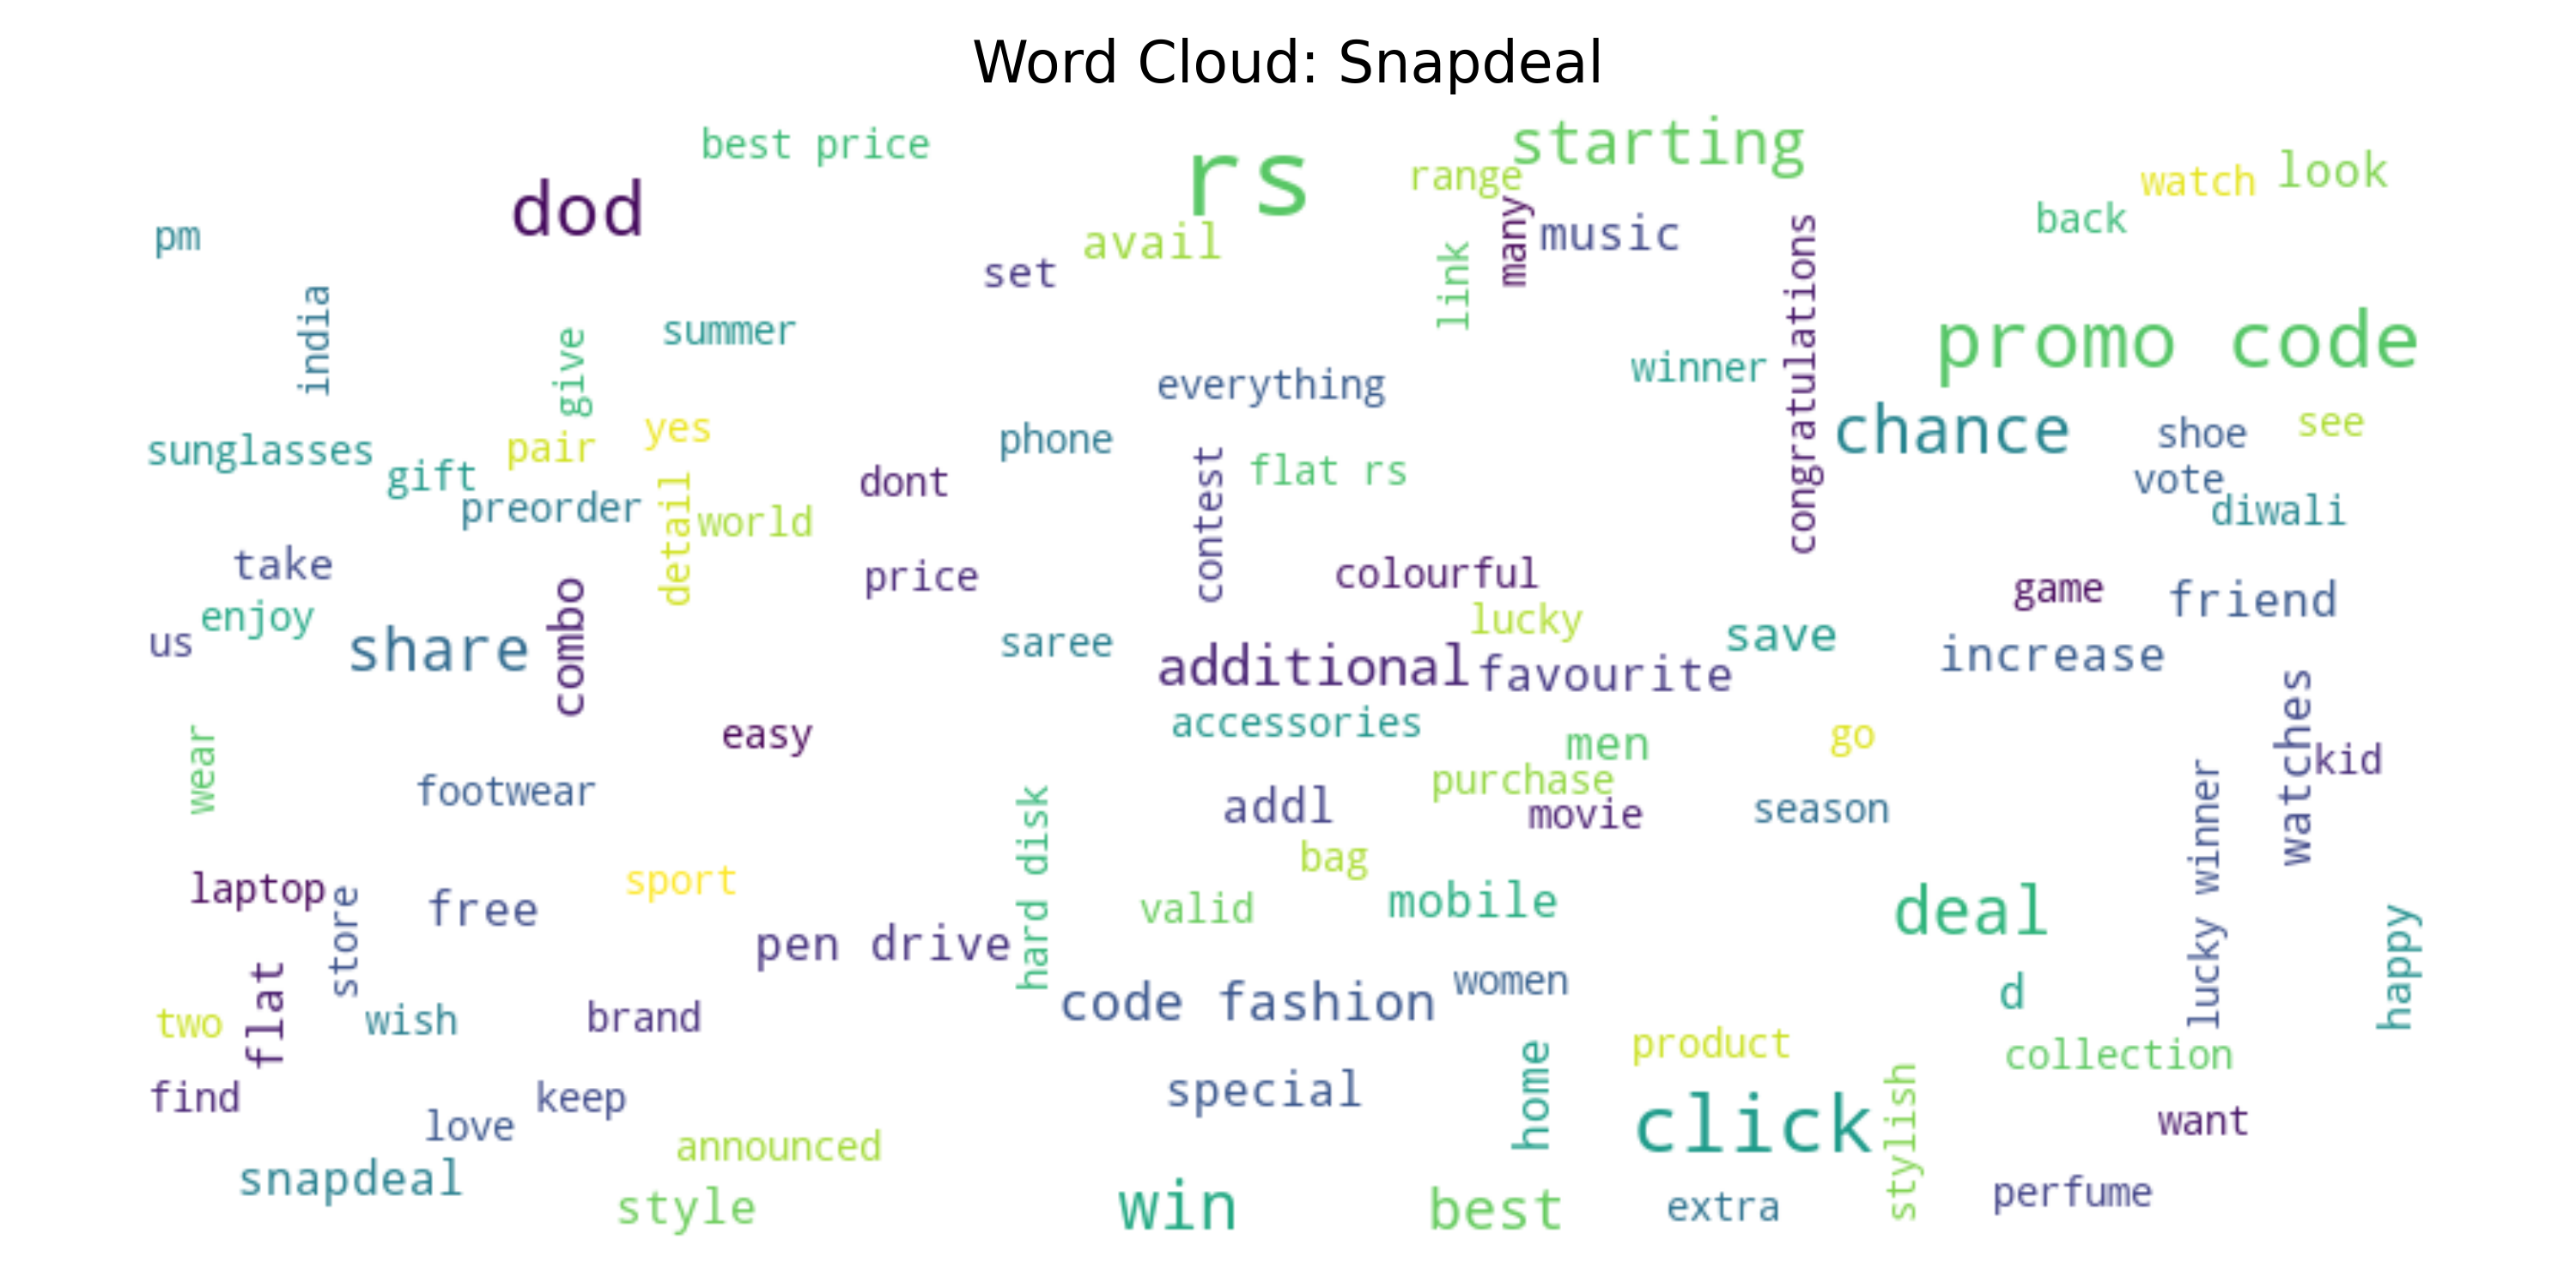 Word Cloud: Snapdeal
best price
rs
starting
range
watch
look
dod
back
pm
avail
many
music
set
link
congratulations
india
summer
give
promo code
everything
winner
yes
phone
chance
shoe
see
sunglasses
pair
gift
flat rs
dont
vote
preorder
detail
world
contest
diwali
take
price
colourful
game
friend
enjoy
combo
lucky
us
share
saree
additional
favourite
save
increase
accessories
watches
wear
easy
men
go
kid
footwear
purchase
addl
movie
season
hard disk
lucky winner
bag
laptop
store
free
sport
valid
mobile
deal
happy
pen drive
flat
code fashion
women
d
two
wish
brand
product
collection
find
keep
special
home
click
stylish
want
love
announced
snapdeal
style
win
best
extra
perfume